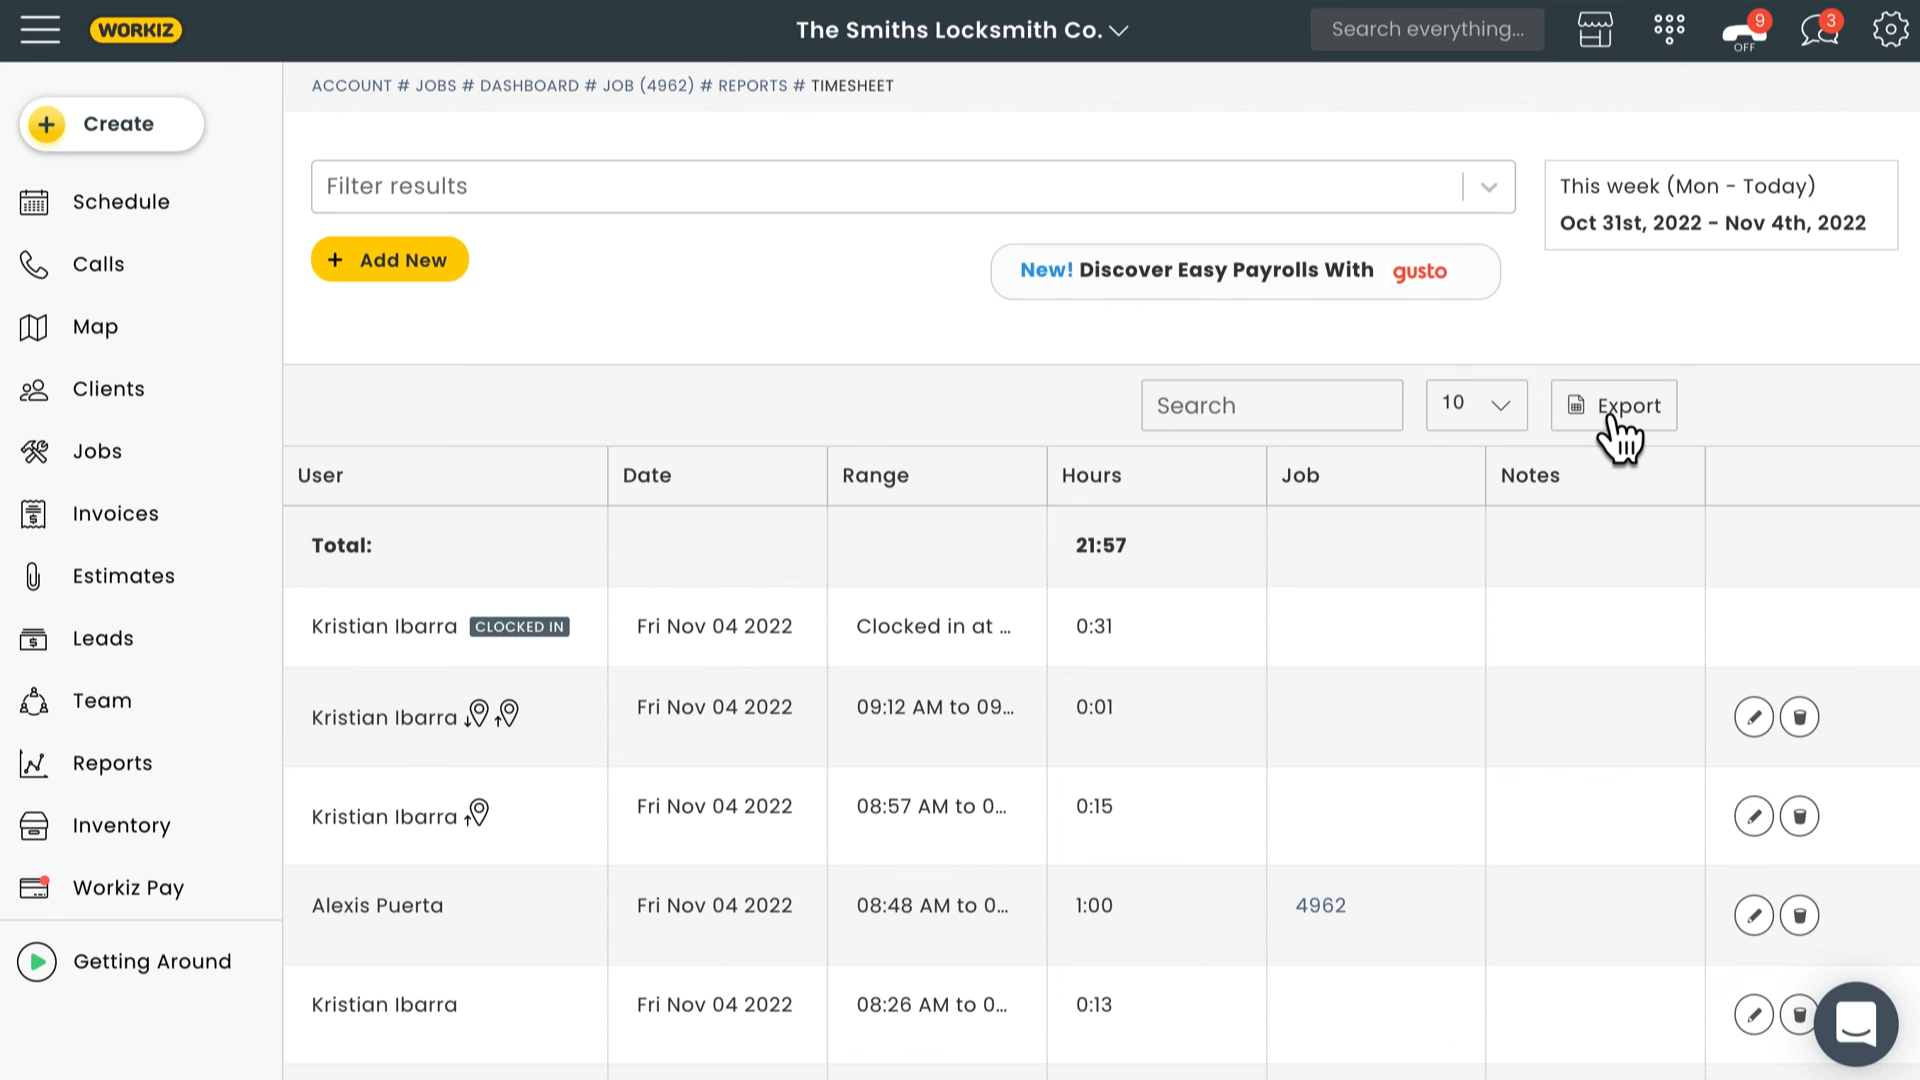 WORKIZ
The Smiths Locksmith Co.
Search everything...
OFF
9
3
ACCOUNT # JOBS # DASHBOARD # JOB (4962) # REPORTS # TIMESHEET
Create
Schedule
Calls
Map
Clients
Jobs
Invoices
Estimates
Leads
Team
Reports
Inventory
Workiz Pay
Getting Around
Filter results
This week (Mon - Today)
Oct 31st, 2022 - Nov 4th, 2022
+ Add New
New! Discover Easy Payrolls With gusto
Search
10
Export
User Date Range Hours Job Notes
Total: 21:57
Kristian Ibarra CLOCKED IN Fri Nov 04 2022 Clocked in at ... 0:31
Kristian Ibarra Fri Nov 04 2022 09:12 AM to 09... 0:01
Kristian Ibarra Fri Nov 04 2022 08:57 AM to 0... 0:15
Alexis Puerta Fri Nov 04 2022 08:48 AM to 0... 1:00 4962
Kristian Ibarra Fri Nov 04 2022 08:26 AM to 0... 0:13